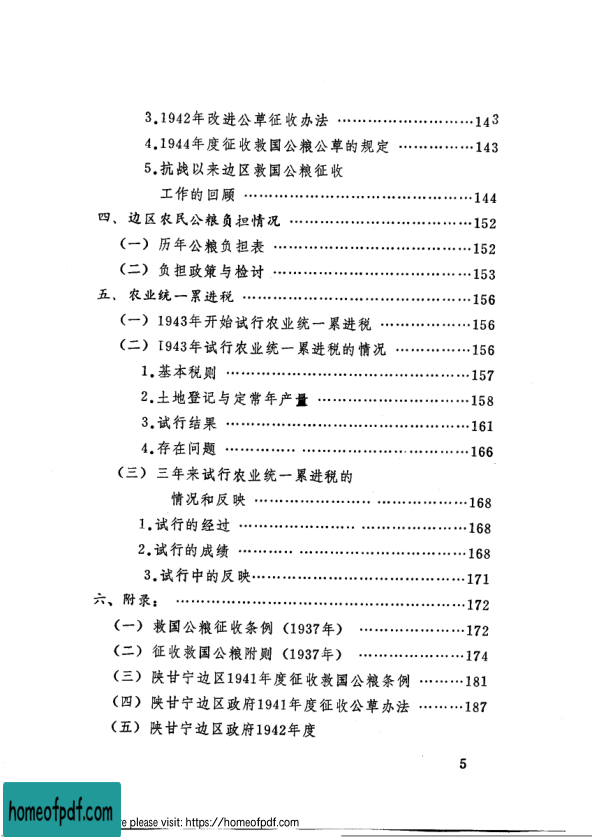 3.1942年改进公草征收办法 ………………………143
4.1944年度征收救国公粮公草的规定 ……………143
5.抗战以来边区救国公粮征收
工作的回顾 ………………………………………144
四、边区农民公粮负担情况 ………………………………152
(一)历年公粮负担表 …………………………………152
(二)负担政策与检讨 …………………………………153
五、农业统一累进税 ………………………………………156
(一)1943年开始试行农业统一累进税 ………………156
(二)1943年试行农业统一累进税的情况 ……………156
1.基本税则 …………………………………………157
2.土地登记与定常年产量 …………………………158
3.试行结果 …………………………………………161
4.存在问题 …………………………………………166
(三)三年来试行农业统一累进税的
情况和反映 ……………………………………168
1.试行的经过 ………………………………………168
2.试行的成绩 ………………………………………168
3.试行中的反映……………………………………171
六、附录: …………………………………………………172
(一)救国公粮征收条例(1937年) …………………172
(二)征收救国公粮附则(1937年) …………………174
(三)陕甘宁边区1941年度征收救国公粮条例 ………181
(四)陕甘宁边区政府1941年度征收公草办法 ………187
(五)陕甘宁边区政府1942年度
5
homeofpdf.com
please visit: https://homeofpdf.com